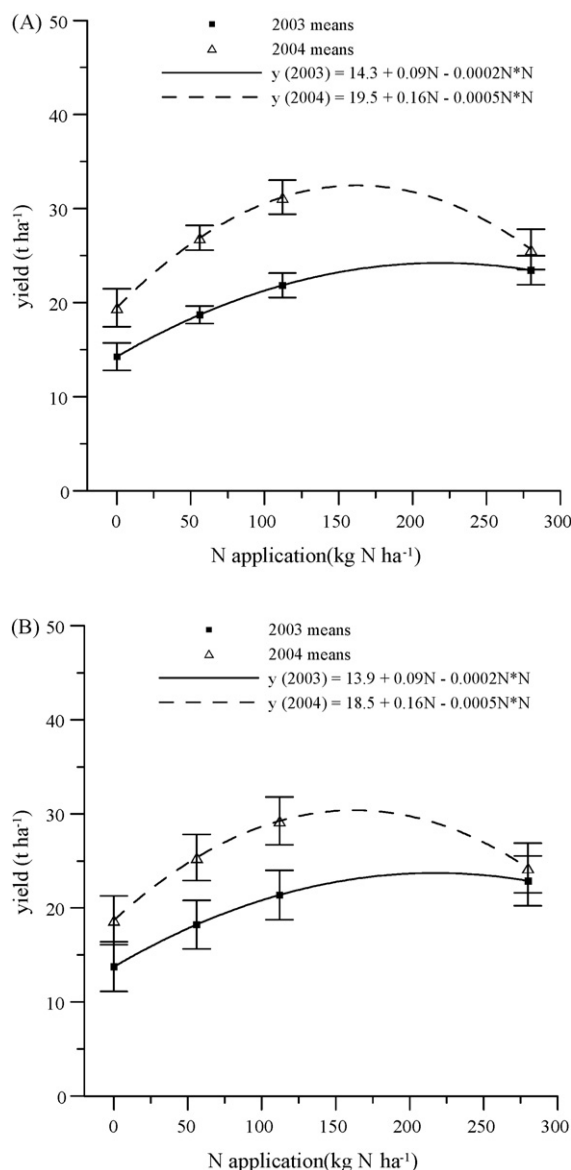 (A)
2003 means
2004 means
y (2003) = 14.3 + 0.09N - 0.0002N*N
y (2004) = 19.5 + 0.16N - 0.0005N*N
50
40
30
20
10
0
yield (t ha⁻¹)
0 50 100 150 200 250 300
N application(kg N ha⁻¹)
(B)
2003 means
2004 means
y (2003) = 13.9 + 0.09N - 0.0002N*N
y (2004) = 18.5 + 0.16N - 0.0005N*N
50
40
30
20
10
0
yield (t ha⁻¹)
0 50 100 150 200 250 300
N application(kg N ha⁻¹)